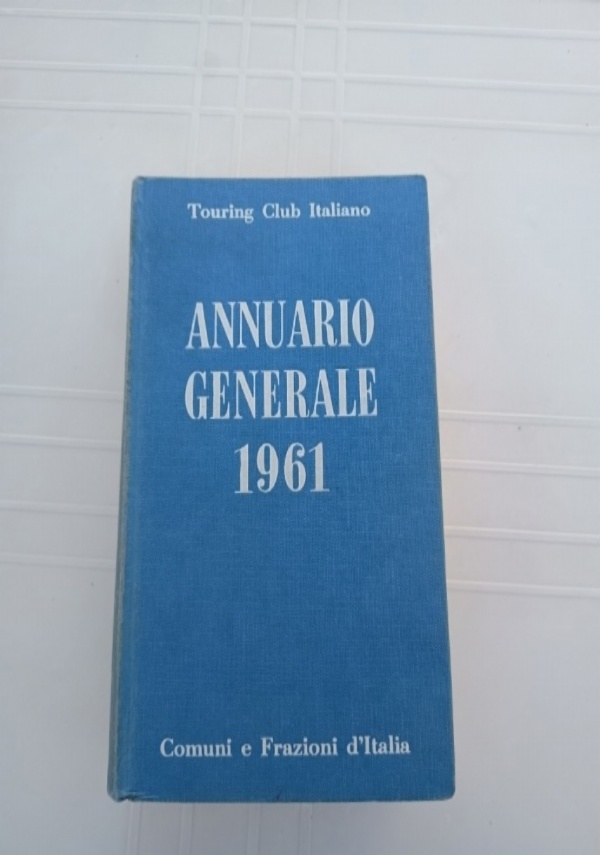 Touring Club Italiano
ANNUARIO
GENERALE
1961
Comuni e Frazioni d'Italia